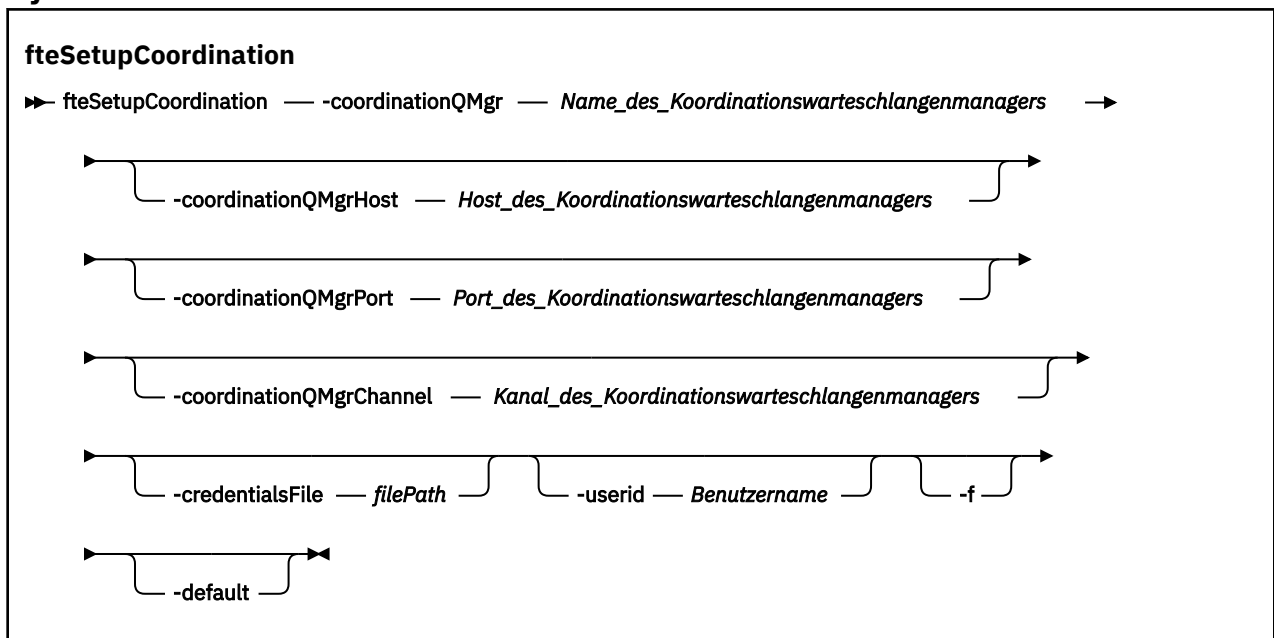 fteSetupCoordination
fteSetupCoordination -coordinationQMgr Name_des_Koordinationswarteschlangenmanagers
-coordinationQMgrHost Host_des_Koordinationswarteschlangenmanagers
-coordinationQMgrPort Port_des_Koordinationswarteschlangenmanagers
-coordinationQMgrChannel Kanal_des_Koordinationswarteschlangenmanagers
-credentialsFile filePath -userid Benutzername -f
-default